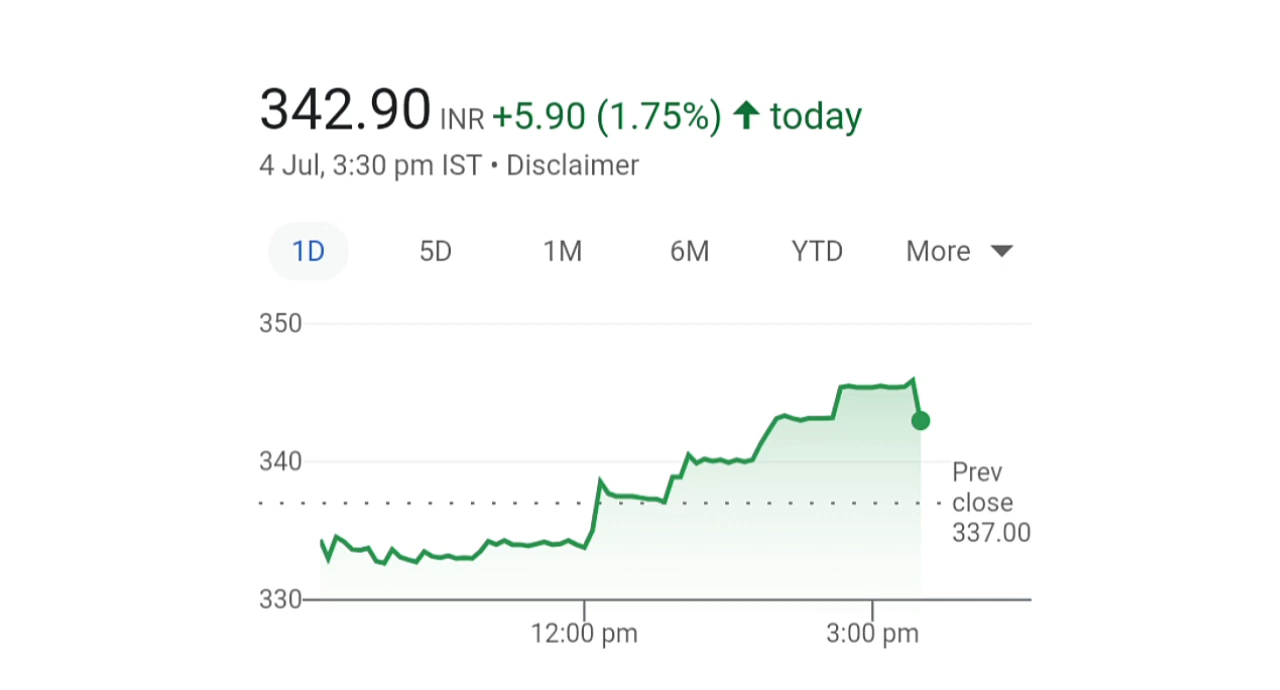 342.90 INR +5.90 (1.75%) ↑ today
4 Jul, 3:30 pm IST • Disclaimer
1D 5D 1M 6M YTD More
350
340
Prev
close
337.00
330
12:00 pm 3:00 pm